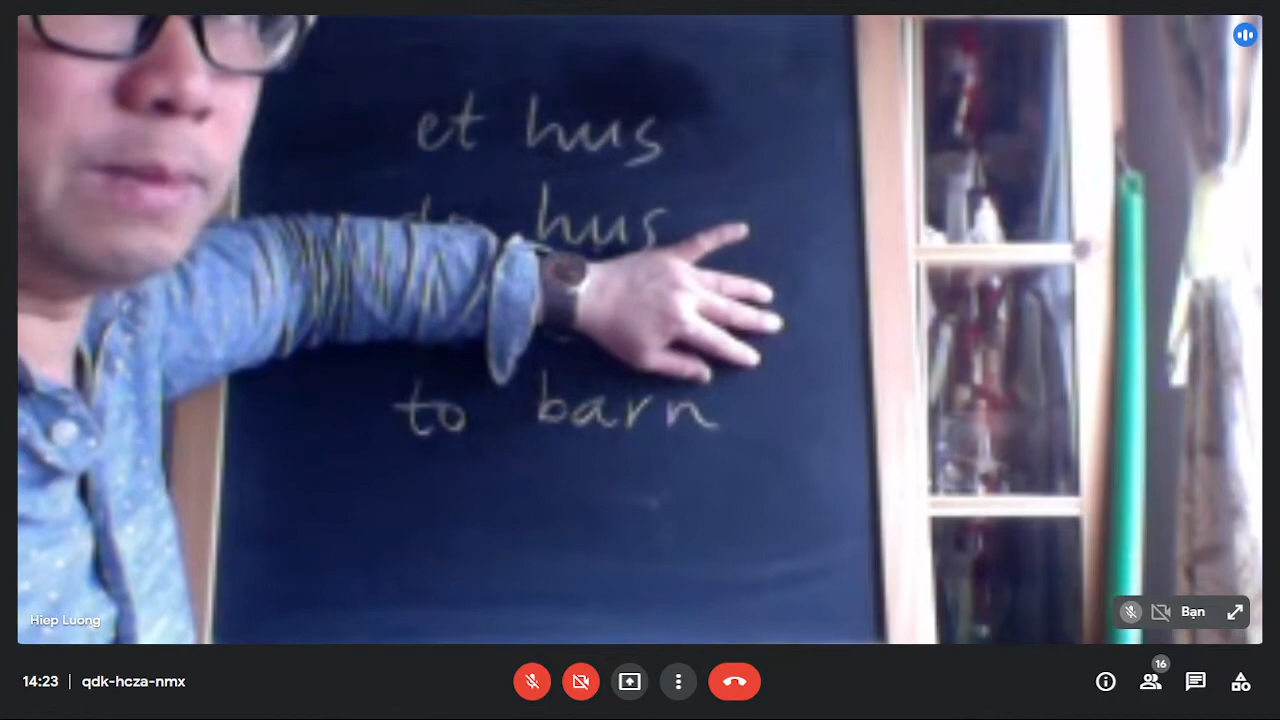 et hus
hus
to barn
Hiep Luong
Bạn
14:23 | qdk-hcza-nmx
16